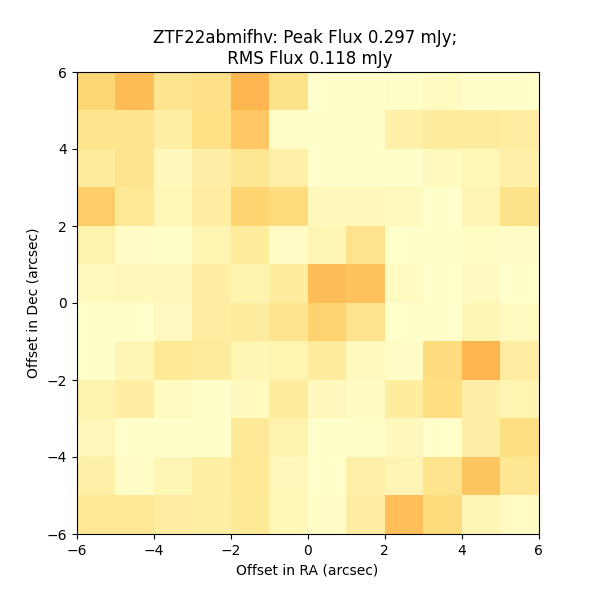 ZTF22abmifhv: Peak Flux 0.297 mJy;
RMS Flux 0.118 mJy
6
4
2
0
−2
−4
−6
Offset in Dec (arcsec)
−6 −4 −2 0 2 4 6
Offset in RA (arcsec)